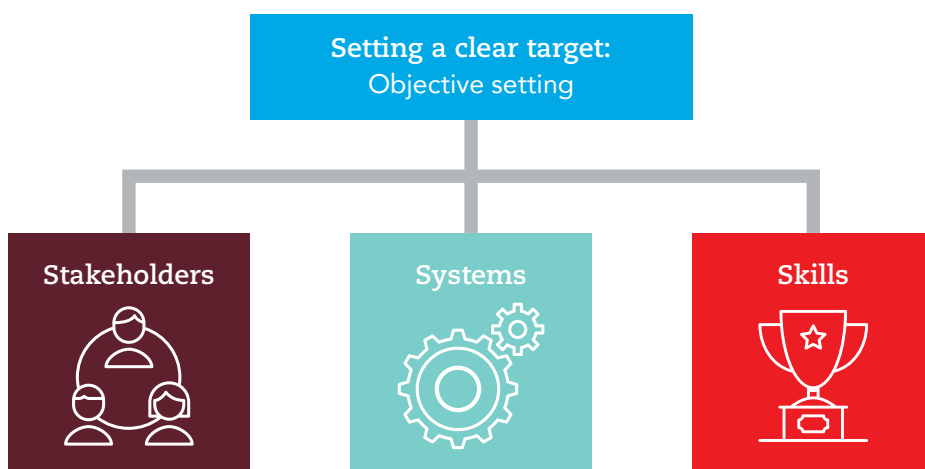 Setting a clear target:
Objective setting
Stakeholders
Systems
Skills